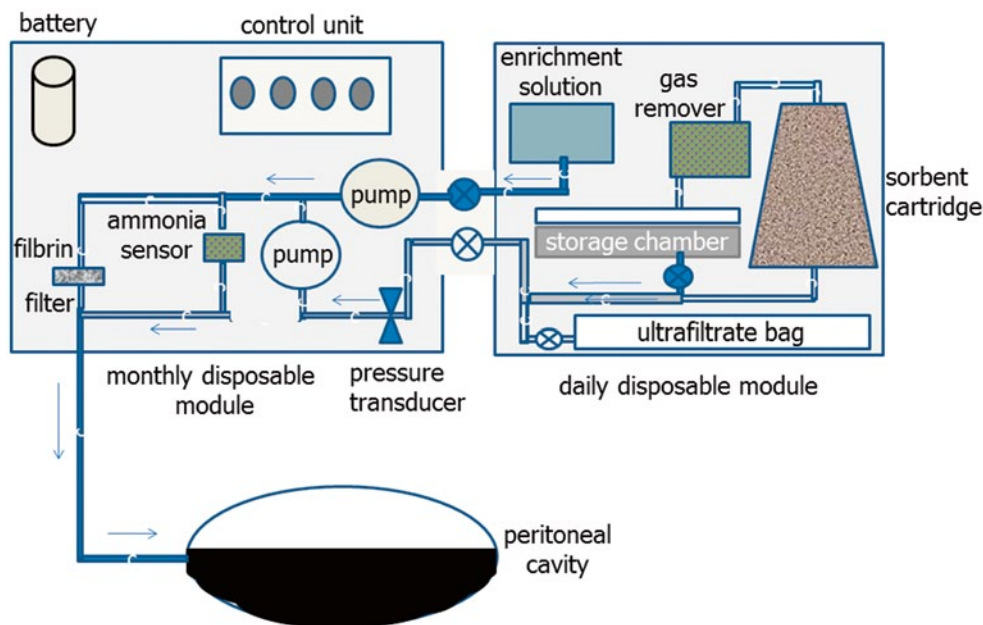 battery
control unit
enrichment
solution
gas
remover
sorbent
cartridge
pump
ammonia
sensor
pump
storage chamber
filbrin
filter
ultrafiltrate bag
monthly disposable
module
pressure
transducer
daily disposable module
peritoneal
cavity